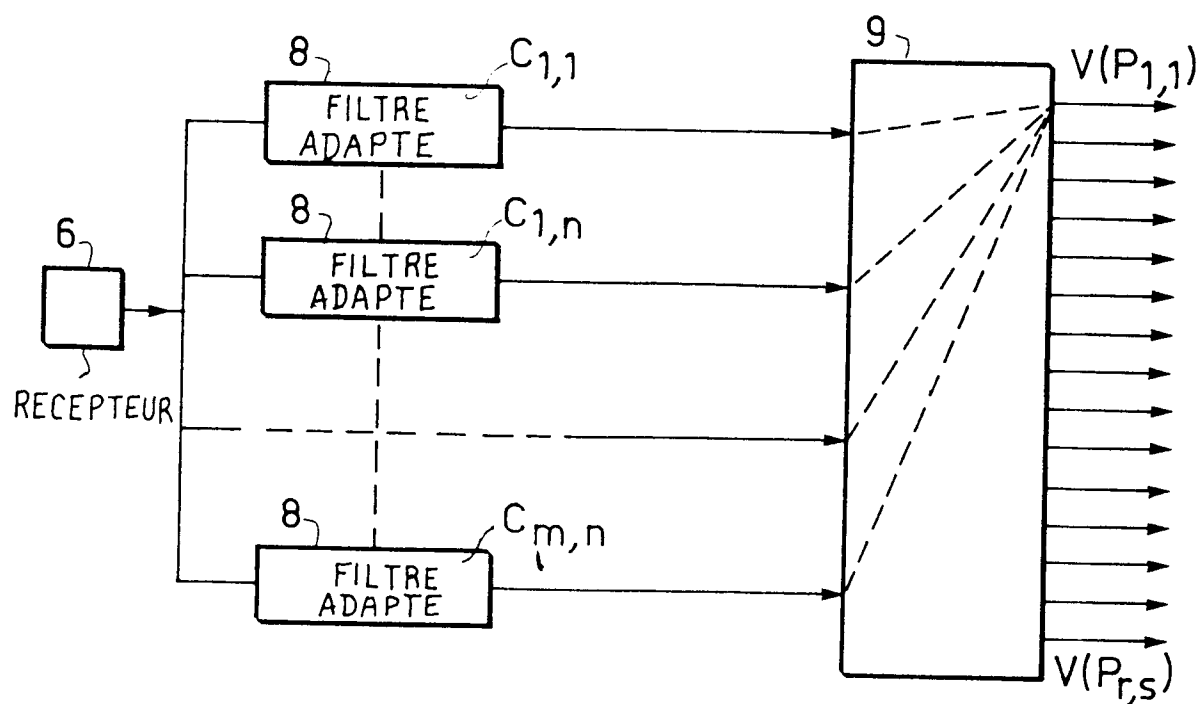 8
C1,1
FILTRE
ADAPTE
9
V(P1,1)
8
C1,n
FILTRE
ADAPTE
6
RECEPTEUR
8
Cm,n
FILTRE
ADAPTE
V(Pr,s)